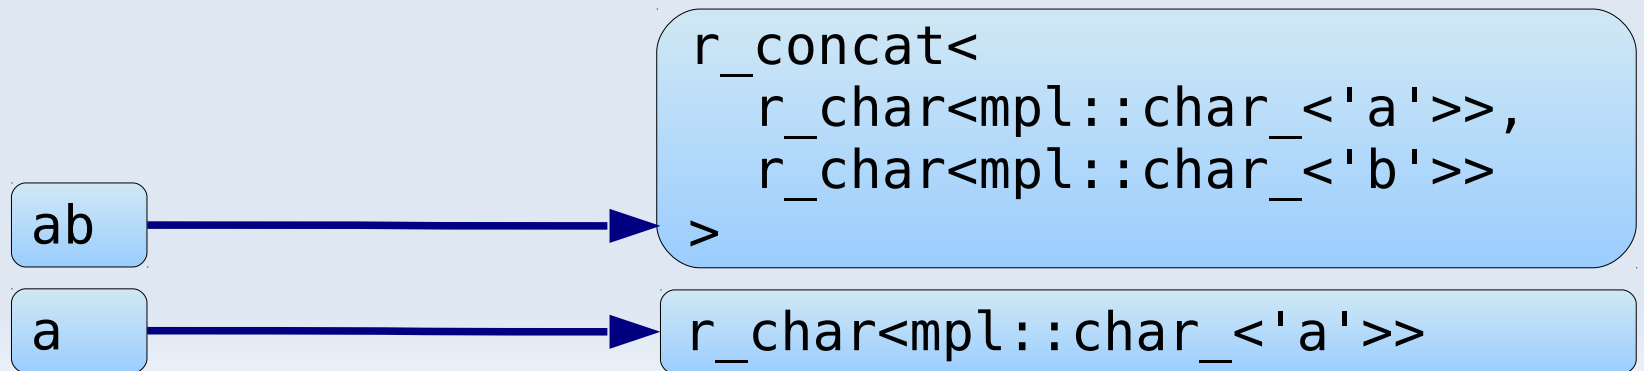 r_concat<
  r_char<mpl::char_<'a'>>,
  r_char<mpl::char_<'b'>>
>
ab
a
r_char<mpl::char_<'a'>>